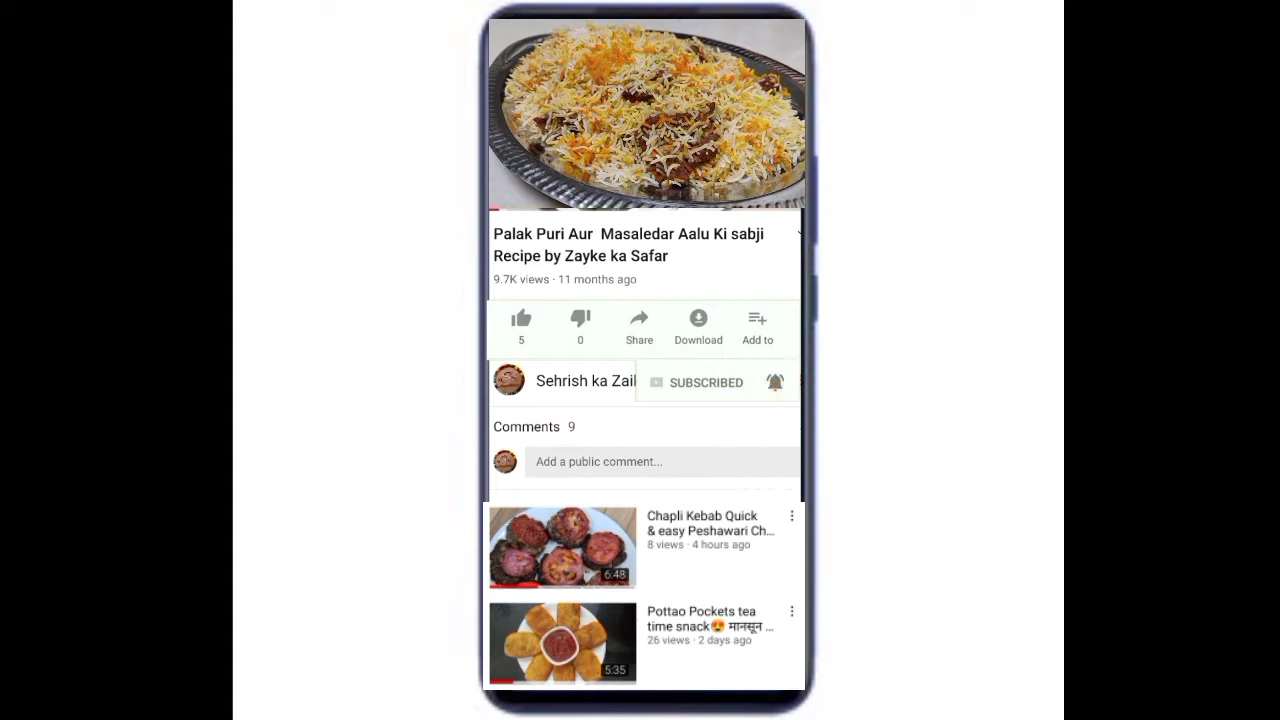 Palak Puri Aur Masaledar Aalu Ki sabji
Recipe by Zayke ka Safar
9.7K views · 11 months ago
5
0
Share
Download
Add to
Sehrish ka Zai
SUBSCRIBED
Comments 9
Add a public comment...
Chapli Kebab Quick
& easy Peshawari Ch...
8 views · 4 hours ago
6:48
Pottao Pockets tea
time snack😍 मानसून ...
26 views · 2 days ago
5:35